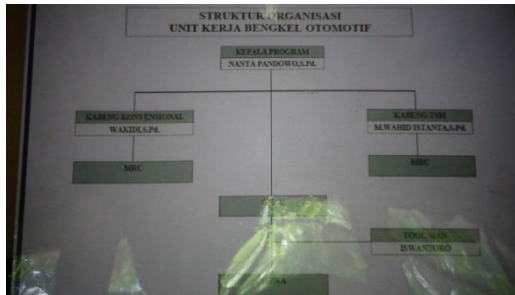 STRUKTUR ORGANISASI
UNIT KERJA BENGKEL OTOMOTIF
KEPALA PROGRAM
NANTA PANDOWO,S.Pd.
KABENG KONVENSIONAL
WAKIDI,S.Pd.
MRC
KABENG TSM
M.WAHID ISTANTA,S.Pd.
MRC
TOOL MAN
ISWANTORO